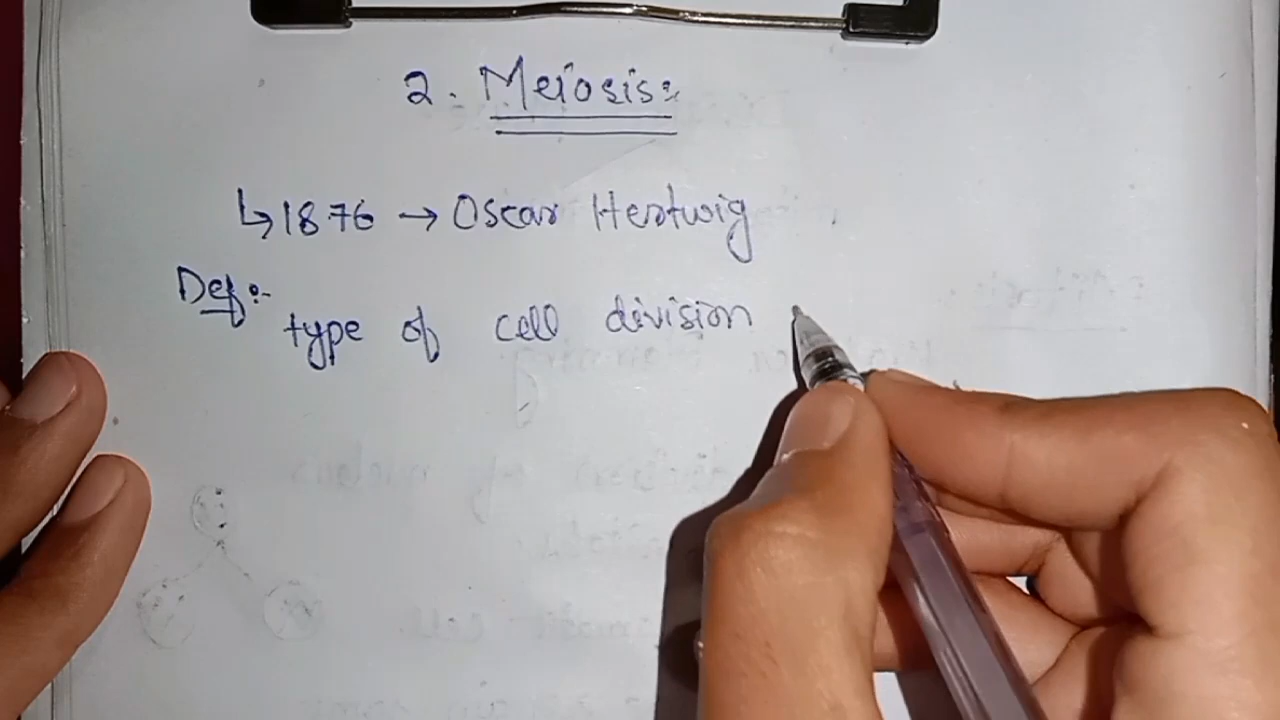 2. Meiosis:
↳ 1876 → Oscar Hertwig
Def:-
type of cell division